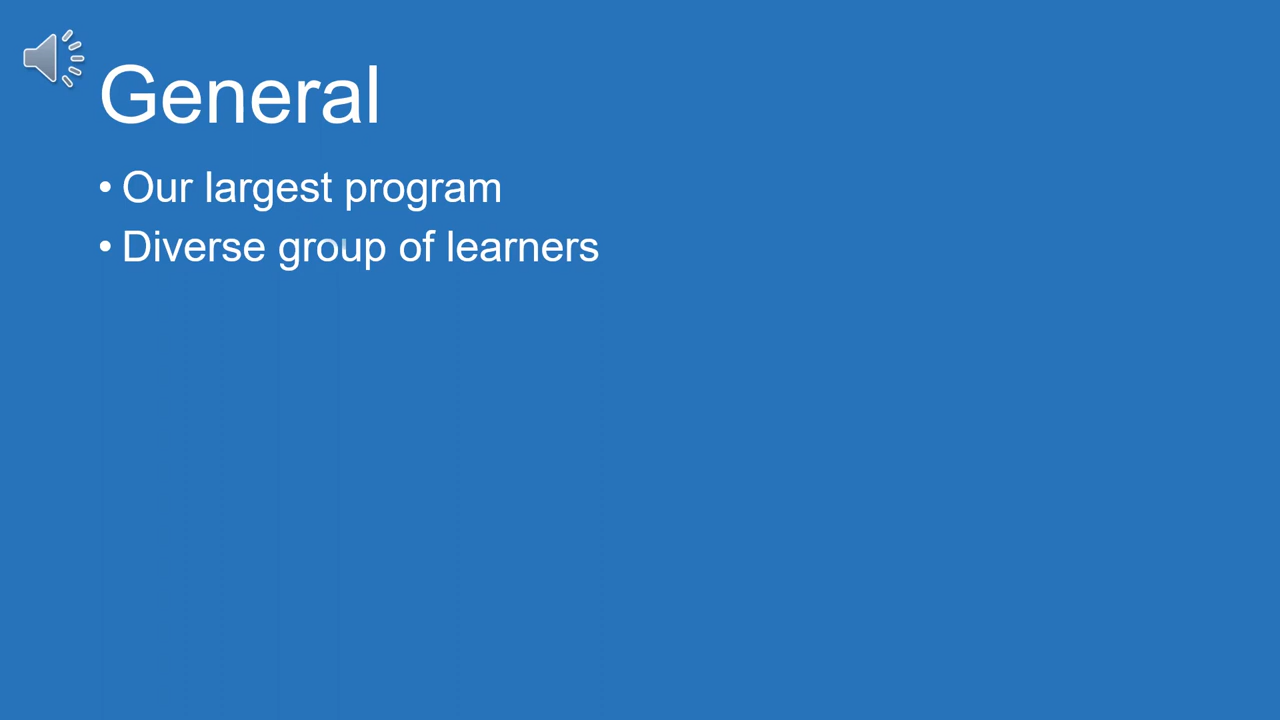 General
• Our largest program
• Diverse group of learners